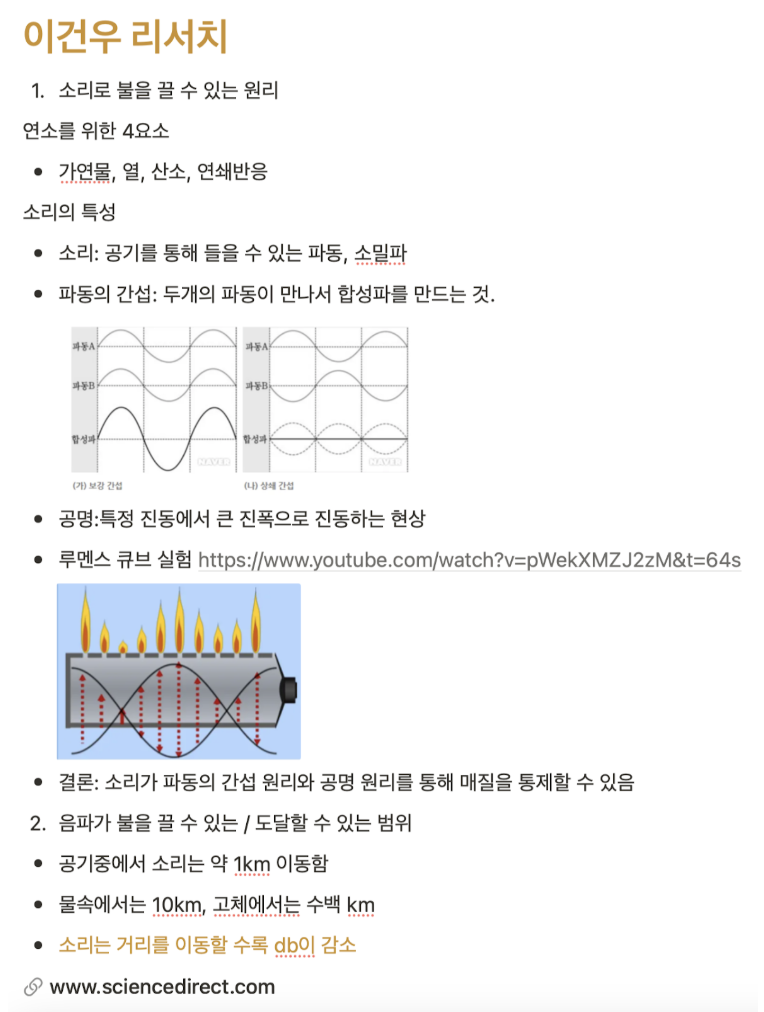 이건우 리서치
1. 소리로 불을 끌 수 있는 원리
연소를 위한 4요소
• 가연물, 열, 산소, 연쇄반응
소리의 특성
• 소리: 공기를 통해 들을 수 있는 파동, 소밀파
• 파동의 간섭: 두개의 파동이 만나서 합성파를 만드는 것.
파동A
파동B
합성파
NAVER
(가) 보강 간섭
파동A
파동B
합성파
NAVER
(나) 상쇄 간섭
• 공명:특정 진동에서 큰 진폭으로 진동하는 현상
• 루멘스 큐브 실험 https://www.youtube.com/watch?v=pWekXMZJ2zM&t=64s
• 결론: 소리가 파동의 간섭 원리와 공명 원리를 통해 매질을 통제할 수 있음
2. 음파가 불을 끌 수 있는 / 도달할 수 있는 범위
• 공기중에서 소리는 약 1km 이동함
• 물속에서는 10km, 고체에서는 수백 km
• 소리는 거리를 이동할 수록 db이 감소
www.sciencedirect.com